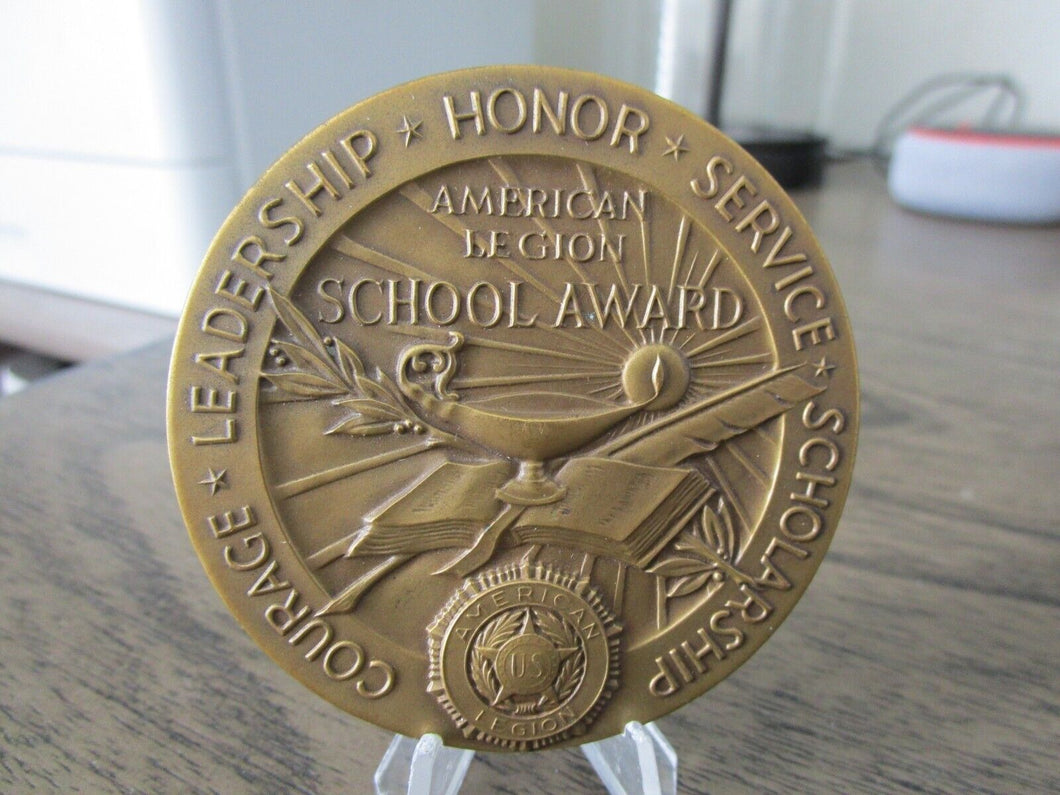 COURAGE ★ LEADERSHIP ★ HONOR ★ SERVICE ★ SCHOLARSHIP
AMERICAN
LEGION
SCHOOL AWARD
AMERICAN
US
LEGION